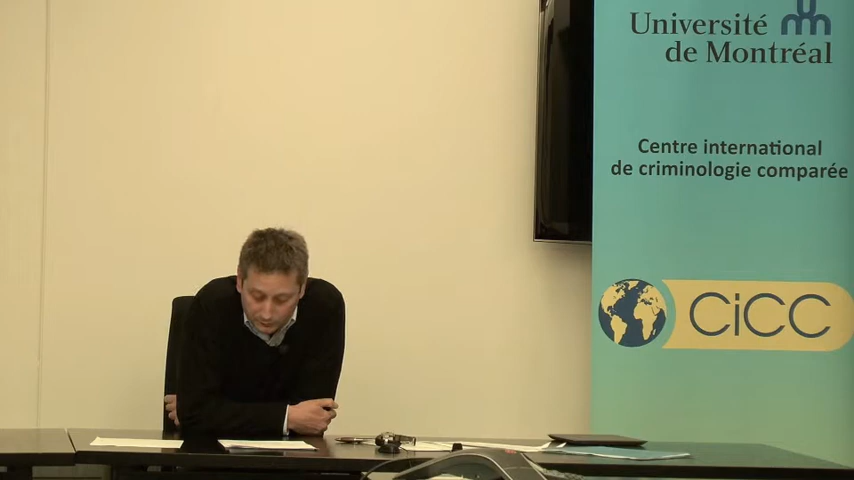 Université
de Montréal
Centre international
de criminologie comparée
CiCC